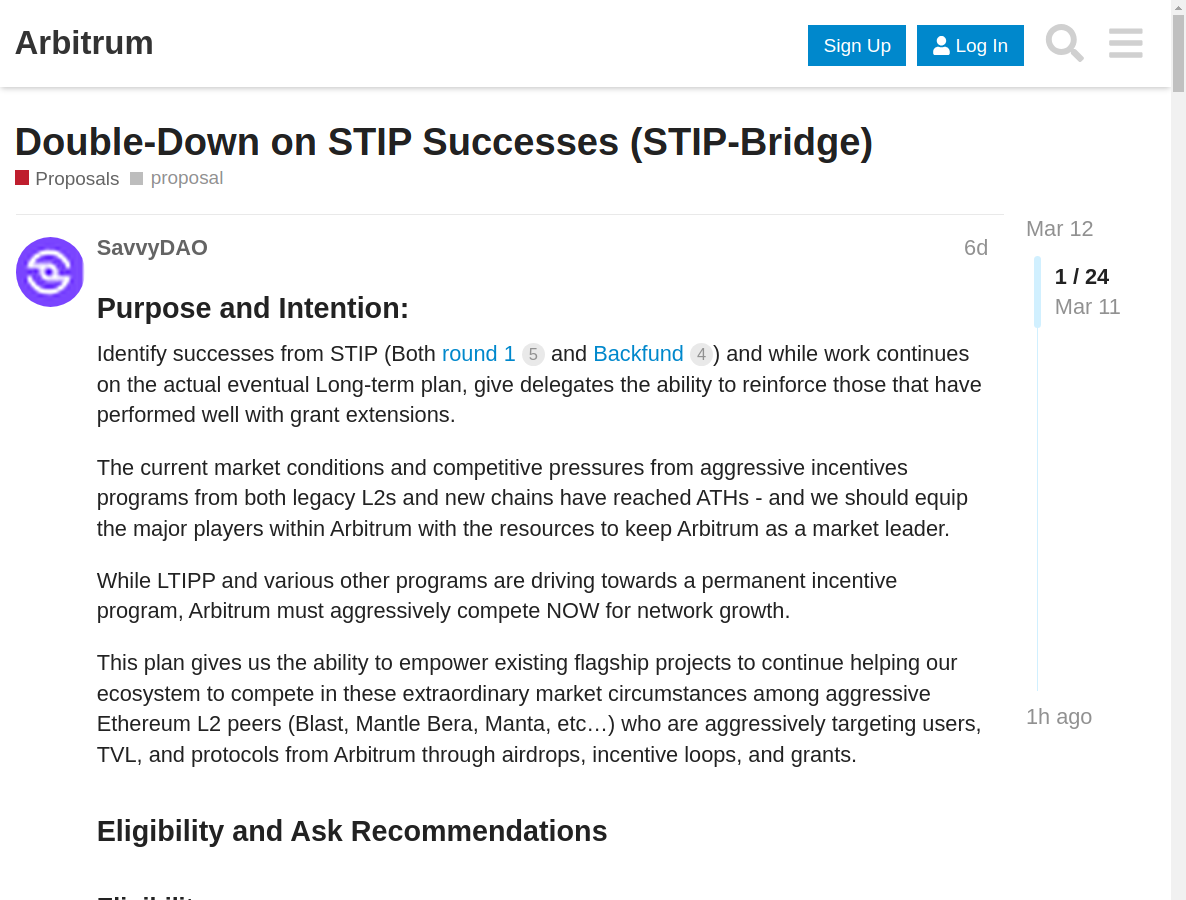 Arbitrum
Sign Up
Log In
Double-Down on STIP Successes (STIP-Bridge)
Proposals proposal
SavvyDAO 6d
Mar 12
1 / 24
Mar 11
Purpose and Intention:
Identify successes from STIP (Both round 1 5 and Backfund 4) and while work continues
on the actual eventual Long-term plan, give delegates the ability to reinforce those that have
performed well with grant extensions.
The current market conditions and competitive pressures from aggressive incentives
programs from both legacy L2s and new chains have reached ATHs - and we should equip
the major players within Arbitrum with the resources to keep Arbitrum as a market leader.
While LTIPP and various other programs are driving towards a permanent incentive
program, Arbitrum must aggressively compete NOW for network growth.
This plan gives us the ability to empower existing flagship projects to continue helping our
ecosystem to compete in these extraordinary market circumstances among aggressive
Ethereum L2 peers (Blast, Mantle Bera, Manta, etc…) who are aggressively targeting users,
TVL, and protocols from Arbitrum through airdrops, incentive loops, and grants.
1h ago
Eligibility and Ask Recommendations